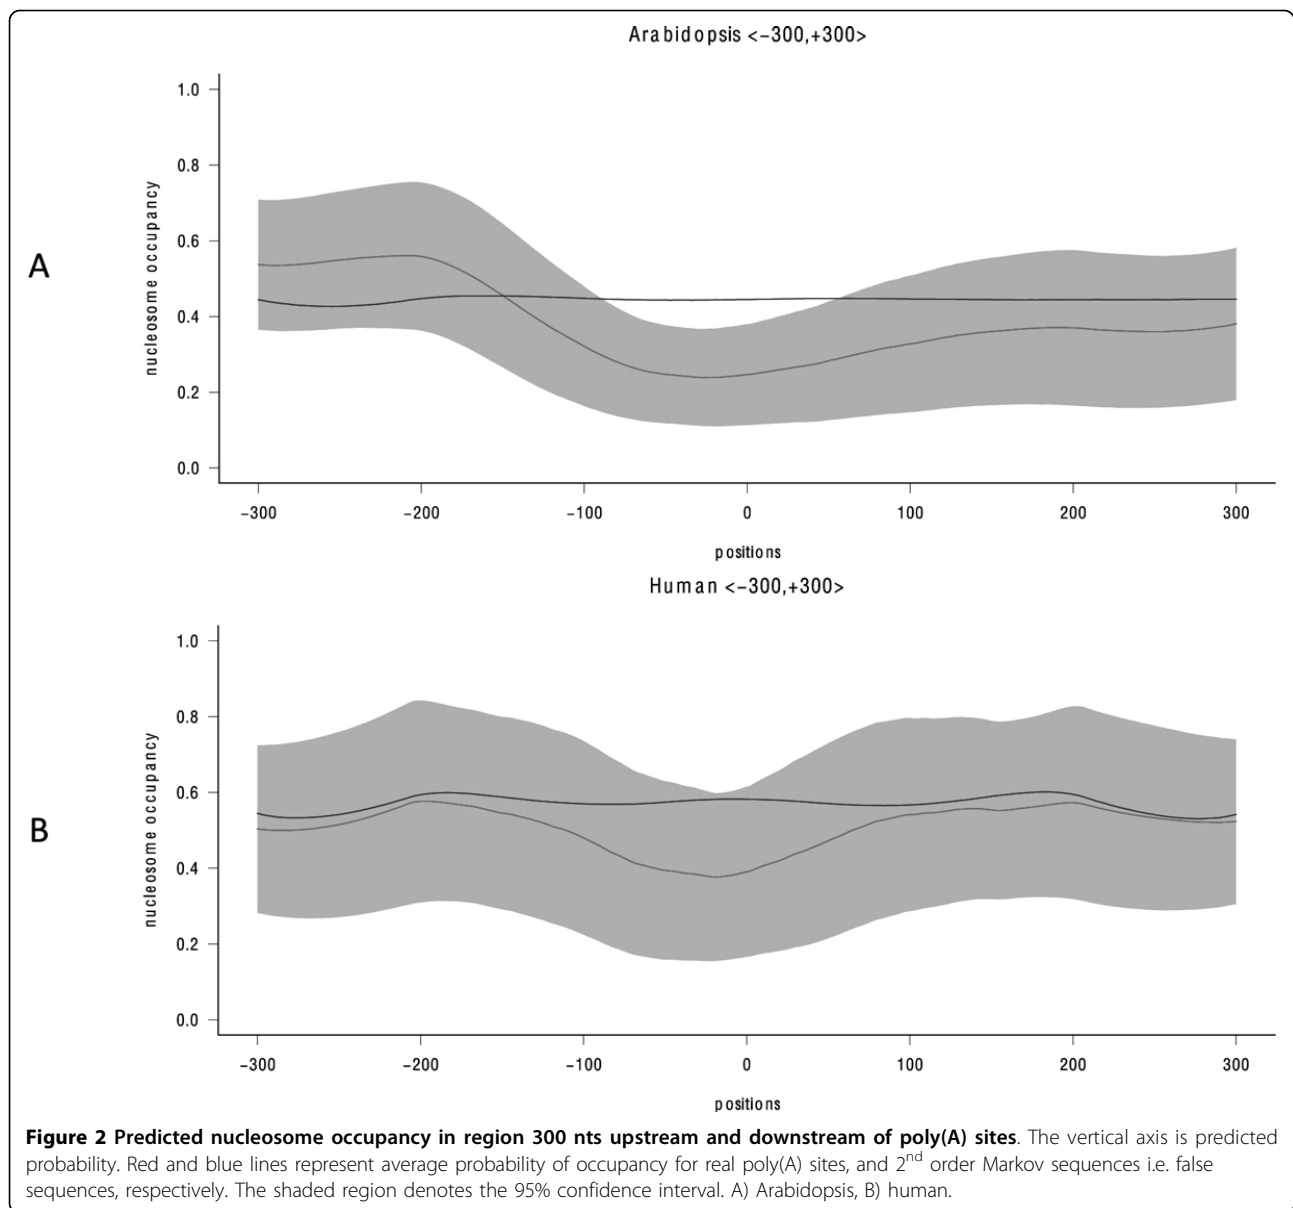 Arabidopsis <−300,+300>
A
nucleosome occupancy
1.0
0.8
0.6
0.4
0.2
0.0
−300 −200 −100 0 100 200 300
positions
Human <−300,+300>
B
nucleosome occupancy
1.0
0.8
0.6
0.4
0.2
0.0
−300 −200 −100 0 100 200 300
positions
Figure 2 Predicted nucleosome occupancy in region 300 nts upstream and downstream of poly(A) sites. The vertical axis is predicted
probability. Red and blue lines represent average probability of occupancy for real poly(A) sites, and 2nd order Markov sequences i.e. false
sequences, respectively. The shaded region denotes the 95% confidence interval. A) Arabidopsis, B) human.